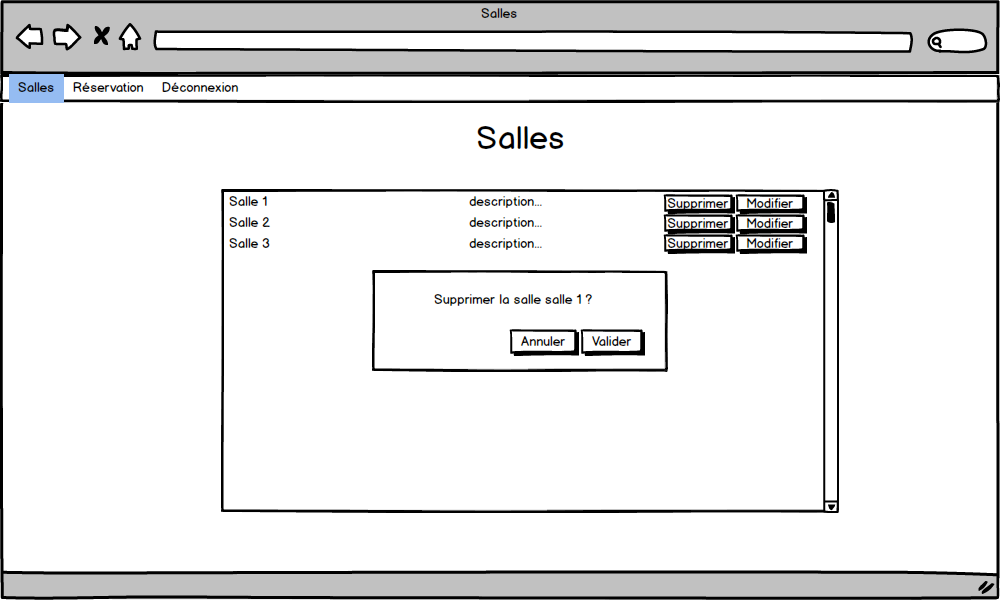 Salles
Salles Réservation Déconnexion
Salles
Salle 1 description... Supprimer Modifier
Salle 2 description... Supprimer Modifier
Salle 3 description... Supprimer Modifier
Supprimer la salle salle 1 ?
Annuler Valider